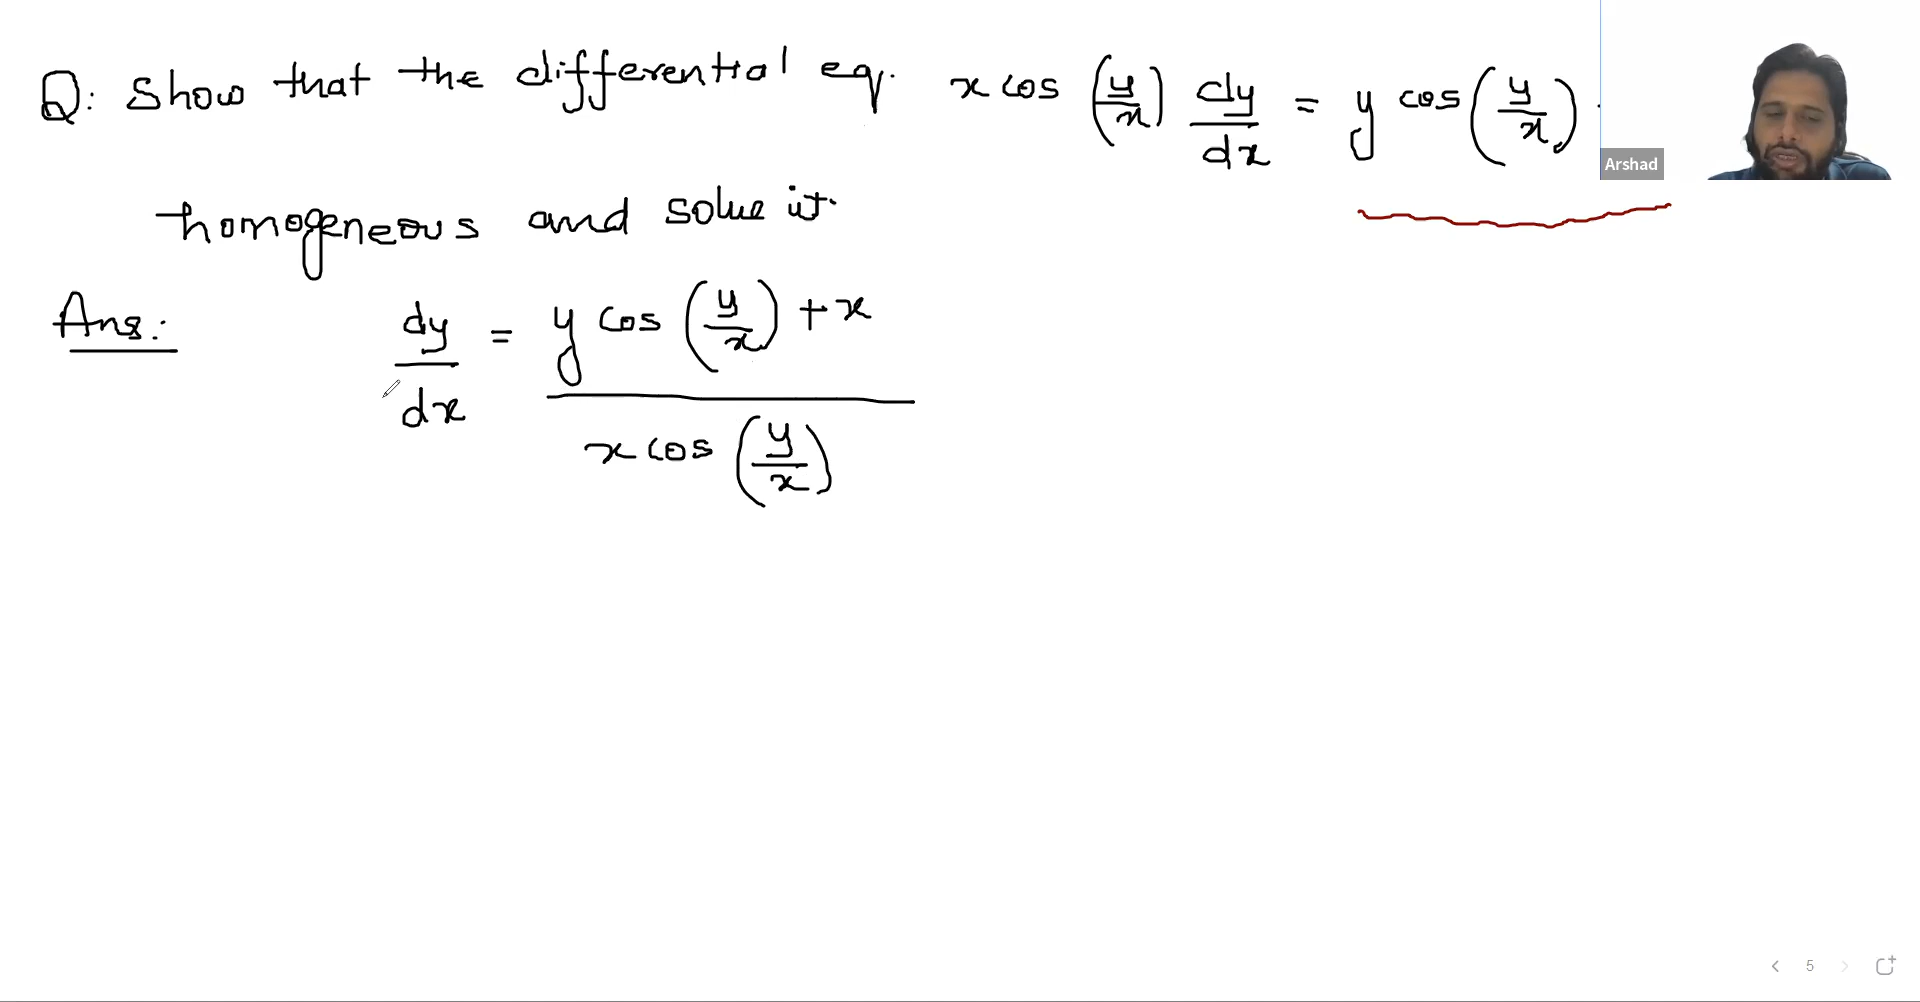 Q: Show that the differential eq. x cos (y/x) dy/dx = y cos (y/x)
Arshad
homogeneous and solve it.
Ans: dy/dx = (y cos (y/x) + x) / (x cos (y/x))
5